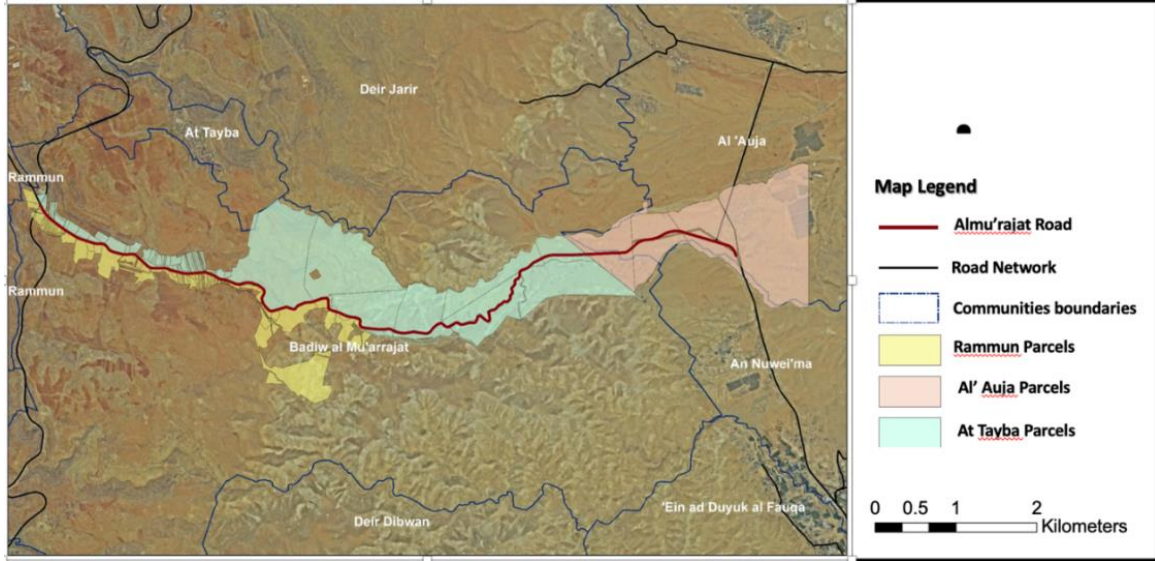 Deir Jarir
At Tayba
Al 'Auja
Rammun
Rammun
Badiw al Mu'arrajat
An Nuwei'ma
'Ein ad Duyuk al Fauqa
Deir Dibwan
Map Legend
Almu'rajat Road
Road Network
Communities boundaries
Rammun Parcels
Al' Auja Parcels
At Tayba Parcels
0 0.5 1 2
Kilometers